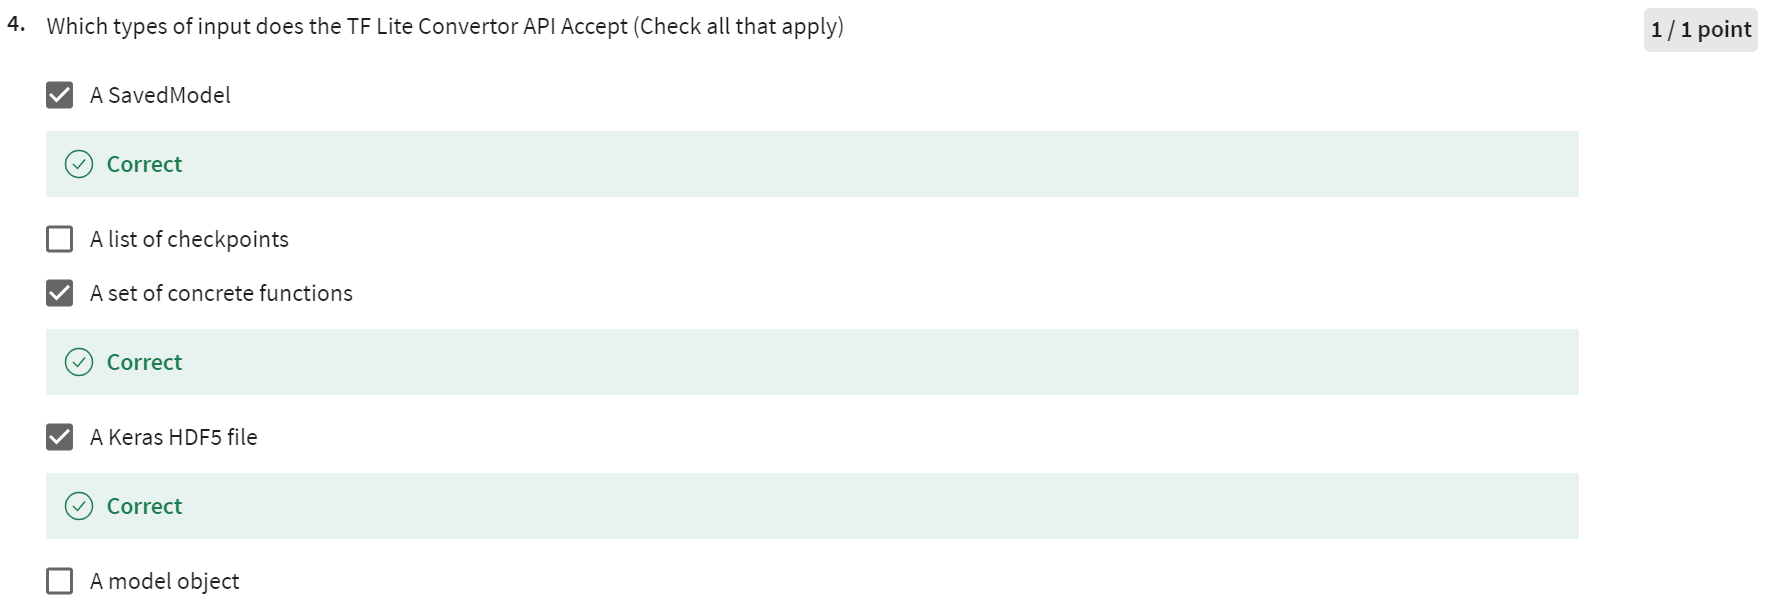 4. Which types of input does the TF Lite Convertor API Accept (Check all that apply)
1 / 1 point
A SavedModel
Correct
A list of checkpoints
A set of concrete functions
Correct
A Keras HDF5 file
Correct
A model object